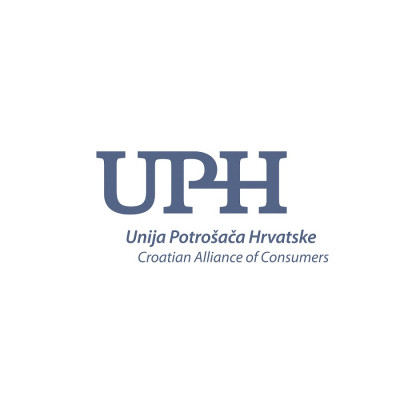 UPH
Unija Potrošača Hrvatske
Croatian Alliance of Consumers